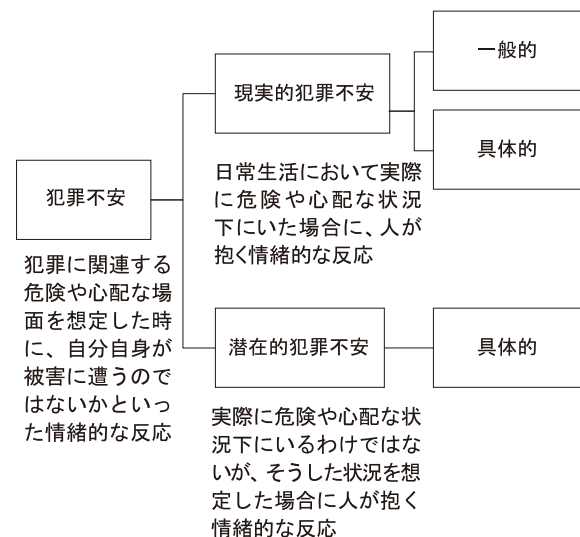 犯罪不安
犯罪に関連する
危険や心配な場
面を想定した時
に、自分自身が
被害に遭うので
はないかといっ
た情緒的な反応
現実的犯罪不安
日常生活において実際
に危険や心配な状況
下にいた場合に、人が
抱く情緒的な反応
一般的
具体的
潜在的犯罪不安
実際に危険や心配な状
況下にいるわけではな
いが、そうした状況を想
定した場合に人が抱く
情緒的な反応
具体的